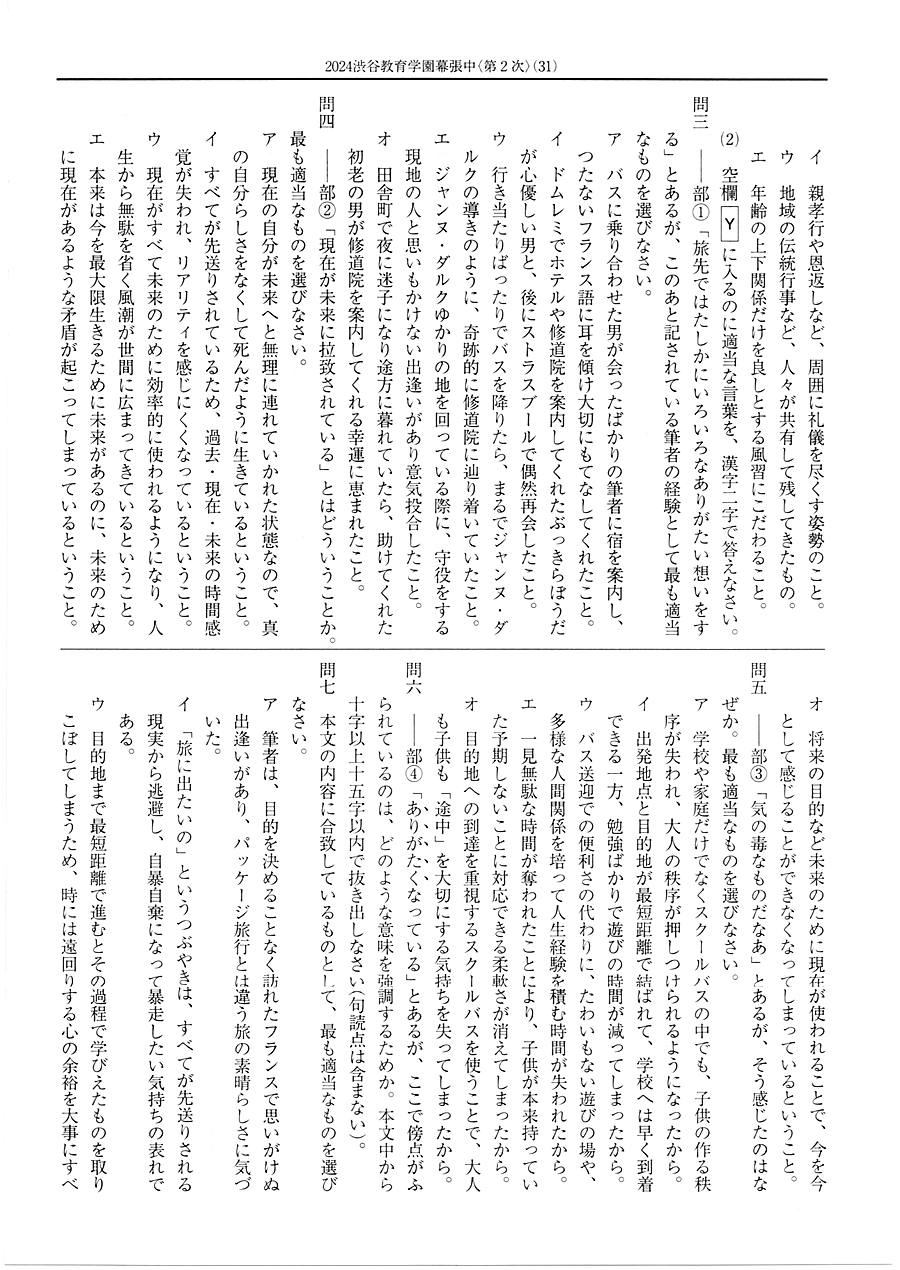 2024渋谷教育学園幕張中〈第2次〉(31)
イ　親孝行や恩返しなど、周囲に礼儀を尽くす姿勢のこと。
ウ　地域の伝統行事など、人々が共有して残してきたもの。
エ　年齢の上下関係だけを良しとする風習にこだわること。
(2)　空欄Yに入るのに適当な言葉を、漢字二字で答えなさい。
問三　――部①「旅先ではたしかにいろいろなありがたい想いをす
る」とあるが、このあと記されている筆者の経験として最も適当
なものを選びなさい。
ア　バスに乗り合わせた男が会ったばかりの筆者に宿を案内し、
つたないフランス語に耳を傾け大切にもてなしてくれたこと。
イ　ドムレミでホテルや修道院を案内してくれたぶっきらぼうだ
が心優しい男と、後にストラスブールで偶然再会したこと。
ウ　行き当たりばったりでバスを降りたら、まるでジャンヌ・ダ
ルクの導きのように、奇跡的に修道院に辿り着いていたこと。
エ　ジャンヌ・ダルクゆかりの地を回っている際に、守役をする
現地の人と思いもかけない出逢いがあり意気投合したこと。
オ　田舎町で夜に迷子になり途方に暮れていたら、助けてくれた
初老の男が修道院を案内してくれる幸運に恵まれたこと。
問四　――部②「現在が未来に拉致されている」とはどういうことか。
最も適当なものを選びなさい。
ア　現在の自分が未来へと無理に連れていかれた状態なので、真
の自分らしさをなくして死んだように生きているということ。
イ　すべてが先送りされているため、過去・現在・未来の時間感
覚が失われ、リアリティを感じにくくなっているということ。
ウ　現在がすべて未来のために効率的に使われるようになり、人
生から無駄を省く風潮が世間に広まってきているということ。
エ　本来は今を最大限生きるために未来があるのに、未来のため
に現在があるような矛盾が起こってしまっているということ。
オ　将来の目的など未来のために現在が使われることで、今を今
として感じることができなくなってしまっているということ。
問五　――部③「気の毒なものだなあ」とあるが、そう感じたのはな
ぜか。最も適当なものを選びなさい。
ア　学校や家庭だけでなくスクールバスの中でも、子供の作る秩
序が失われ、大人の秩序が押しつけられるようになったから。
イ　出発地点と目的地が最短距離で結ばれて、学校へは早く到着
できる一方、勉強ばかりで遊びの時間が減ってしまったから。
ウ　バス送迎での便利さの代わりに、たわいもない遊びの場や、
多様な人間関係を培って人生経験を積む時間が失われたから。
エ　一見無駄な時間が奪われたことにより、子供が本来持ってい
た予期しないことに対応できる柔軟さが消えてしまったから。
オ　目的地への到達を重視するスクールバスを使うことで、大人
も子供も「途中」を大切にする気持ちを失ってしまったから。
問六　――部④「ありがたくなっている」とあるが、ここで傍点がふ
られているのは、どのような意味を強調するためか。本文中から
十字以上十五字以内で抜き出しなさい（句読点は含まない）。
問七　本文の内容に合致しているものとして、最も適当なものを選び
なさい。
ア　筆者は、目的を決めることなく訪れたフランスで思いがけぬ
出逢いがあり、パッケージ旅行とは違う旅の素晴らしさに気づ
いた。
イ　「旅に出たいの」というつぶやきは、すべてが先送りされる
現実から逃避し、自暴自棄になって暴走したい気持ちの表れで
ある。
ウ　目的地まで最短距離で進むとその過程で学びえたものを取り
こぼしてしまうため、時には遠回りする心の余裕を大事にすべ